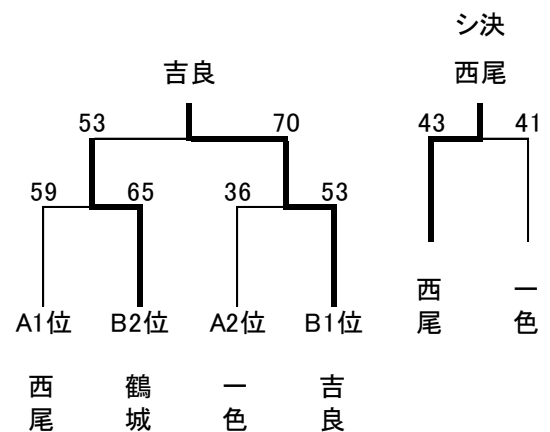 シ決
吉良 西尾
53 70 43 41
59 65 36 53
A1位 B2位 A2位 B1位
西尾 鶴城 一色 吉良
西尾 一色